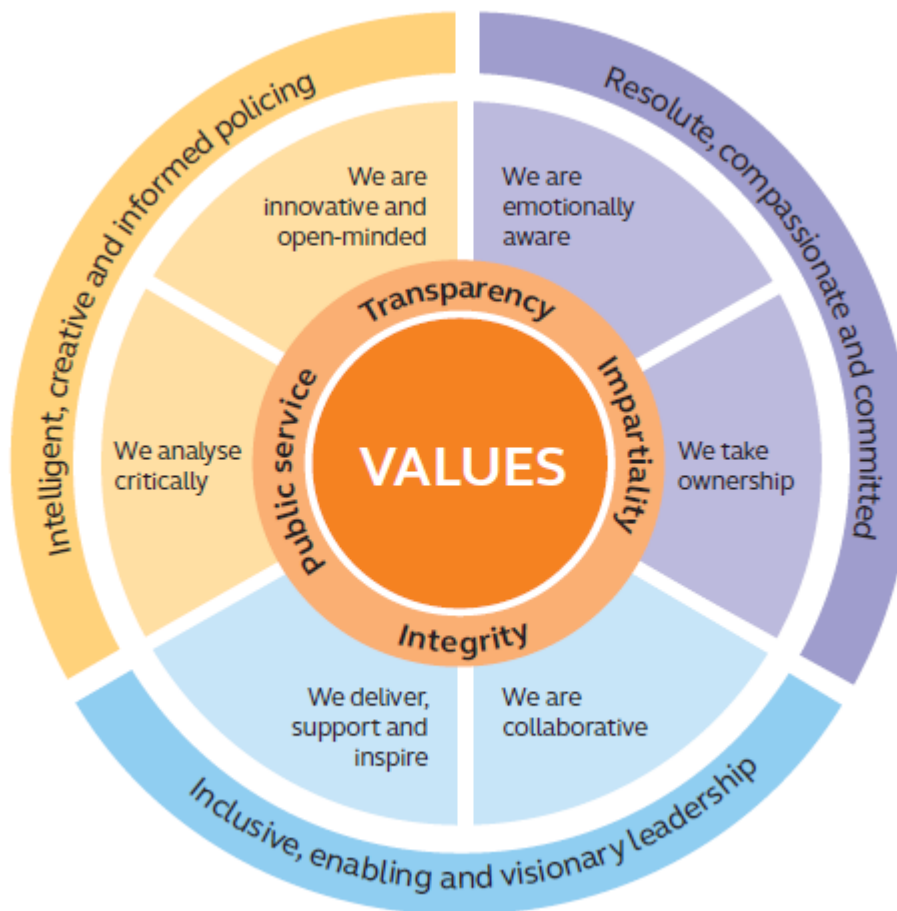 Intelligent, creative and informed policing
Resolute, compassionate and committed
We are
innovative and
open-minded
We are
emotionally
aware
Transparency
Public service
Impartiality
VALUES
We analyse
critically
We take
ownership
Integrity
We deliver,
support and
inspire
We are
collaborative
Inclusive, enabling and visionary leadership